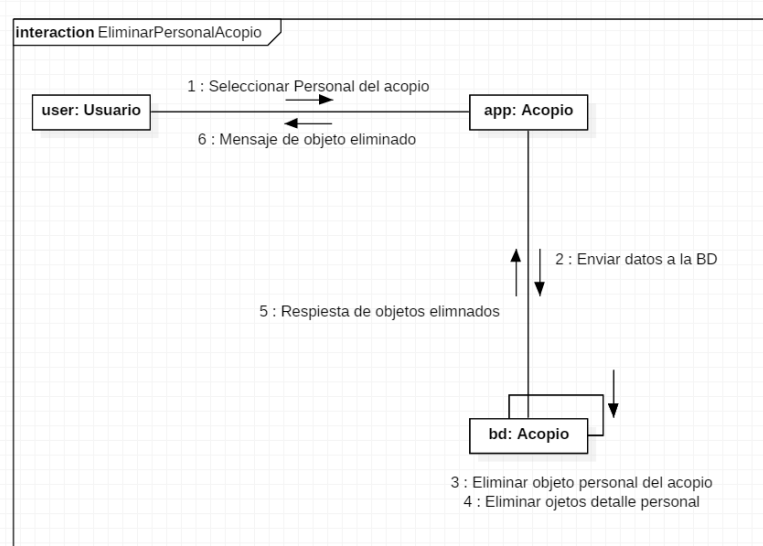 interaction EliminarPersonalAcopio
1 : Seleccionar Personal del acopio
user: Usuario
app: Acopio
6 : Mensaje de objeto eliminado
2 : Enviar datos a la BD
5 : Respiesta de objetos elimnados
bd: Acopio
3 : Eliminar objeto personal del acopio
4 : Eliminar ojetos detalle personal